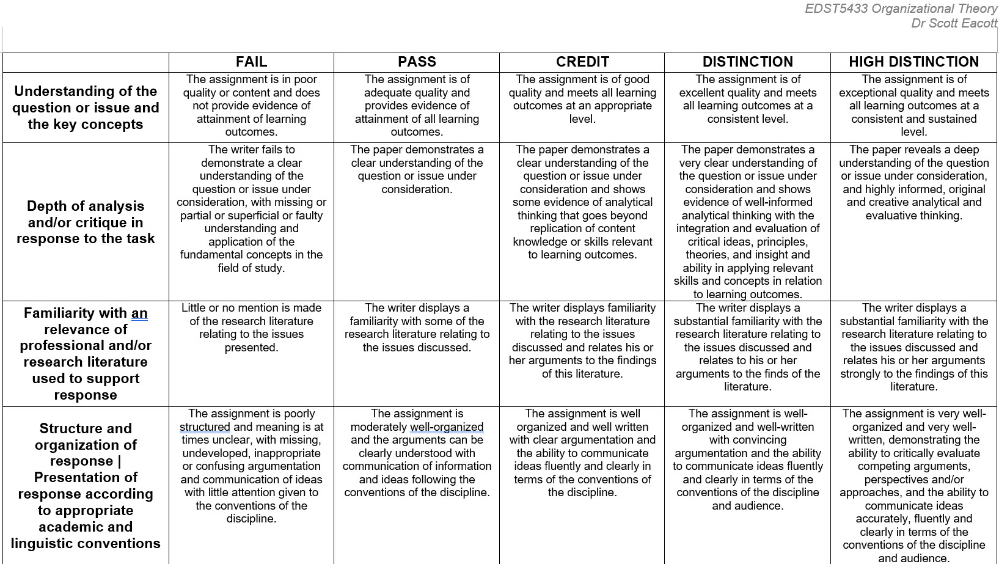 EDST5433 Organizational Theory
Dr Scott Eacott
FAIL
PASS
CREDIT
DISTINCTION
HIGH DISTINCTION
Understanding of the
question or issue and
the key concepts
The assignment is in poor
quality or content and does
not provide evidence of
attainment of learning
outcomes.
The assignment is of
adequate quality and
provides evidence of
attainment of all learning
outcomes.
The assignment is of good
quality and meets all learning
outcomes at an appropriate
level.
The assignment is of
excellent quality and meets
all learning outcomes at a
consistent level.
The assignment is of
exceptional quality and meets
all learning outcomes at a
consistent and sustained
level.
Depth of analysis
and/or critique in
response to the task
The writer fails to
demonstrate a clear
understanding of the
question or issue under
consideration, with missing or
partial or superficial or faulty
understanding and
application of the
fundamental concepts in the
field of study.
The paper demonstrates a
clear understanding of the
question or issue under
consideration.
The paper demonstrates a
clear understanding of the
question or issue under
consideration and shows
some evidence of analytical
thinking that goes beyond
replication of content
knowledge or skills relevant
to learning outcomes.
The paper demonstrates a
very clear understanding of
the question or issue under
consideration and shows
evidence of well-informed
analytical thinking with the
integration and evaluation of
critical ideas, principles,
theories, and insight and
ability in applying relevant
skills and concepts in relation
to learning outcomes.
The paper reveals a deep
understanding of the question
or issue under consideration,
and highly informed, original
and creative analytical and
evaluative thinking.
Familiarity with an
relevance of
professional and/or
research literature
used to support
response
Little or no mention is made
of the research literature
relating to the issues
presented.
The writer displays a
familiarity with some of the
research literature relating to
the issues discussed.
The writer displays familiarity
with the research literature
relating to the issues
discussed and relates his or
her arguments to the findings
of this literature.
The writer displays a
substantial familiarity with the
research literature relating to
the issues discussed and
relates to his or her
arguments to the finds of the
literature.
The writer displays a
substantial familiarity with the
research literature relating to
the issues discussed and
relates his or her arguments
strongly to the findings of this
literature.
Structure and
organization of
response |
Presentation of
response according
to appropriate
academic and
linguistic conventions
The assignment is poorly
structured and meaning is at
times unclear, with missing,
undeveloped, inappropriate
or confusing argumentation
and communication of ideas
with little attention given to
the conventions of the
discipline.
The assignment is
moderately well-organized
and the arguments can be
clearly understood with
communication of information
and ideas following the
conventions of the discipline.
The assignment is well
organized and well written
with clear argumentation and
the ability to communicate
ideas fluently and clearly in
terms of the conventions of
the discipline.
The assignment is well-
organized and well-written
with convincing
argumentation and the ability
to communicate ideas fluently
and clearly in terms of the
conventions of the discipline
and audience.
The assignment is very well-
organized and very well-
written, demonstrating the
ability to critically evaluate
competing arguments,
perspectives and/or
approaches, and the ability to
communicate ideas
accurately, fluently and
clearly in terms of the
conventions of the discipline
and audience.